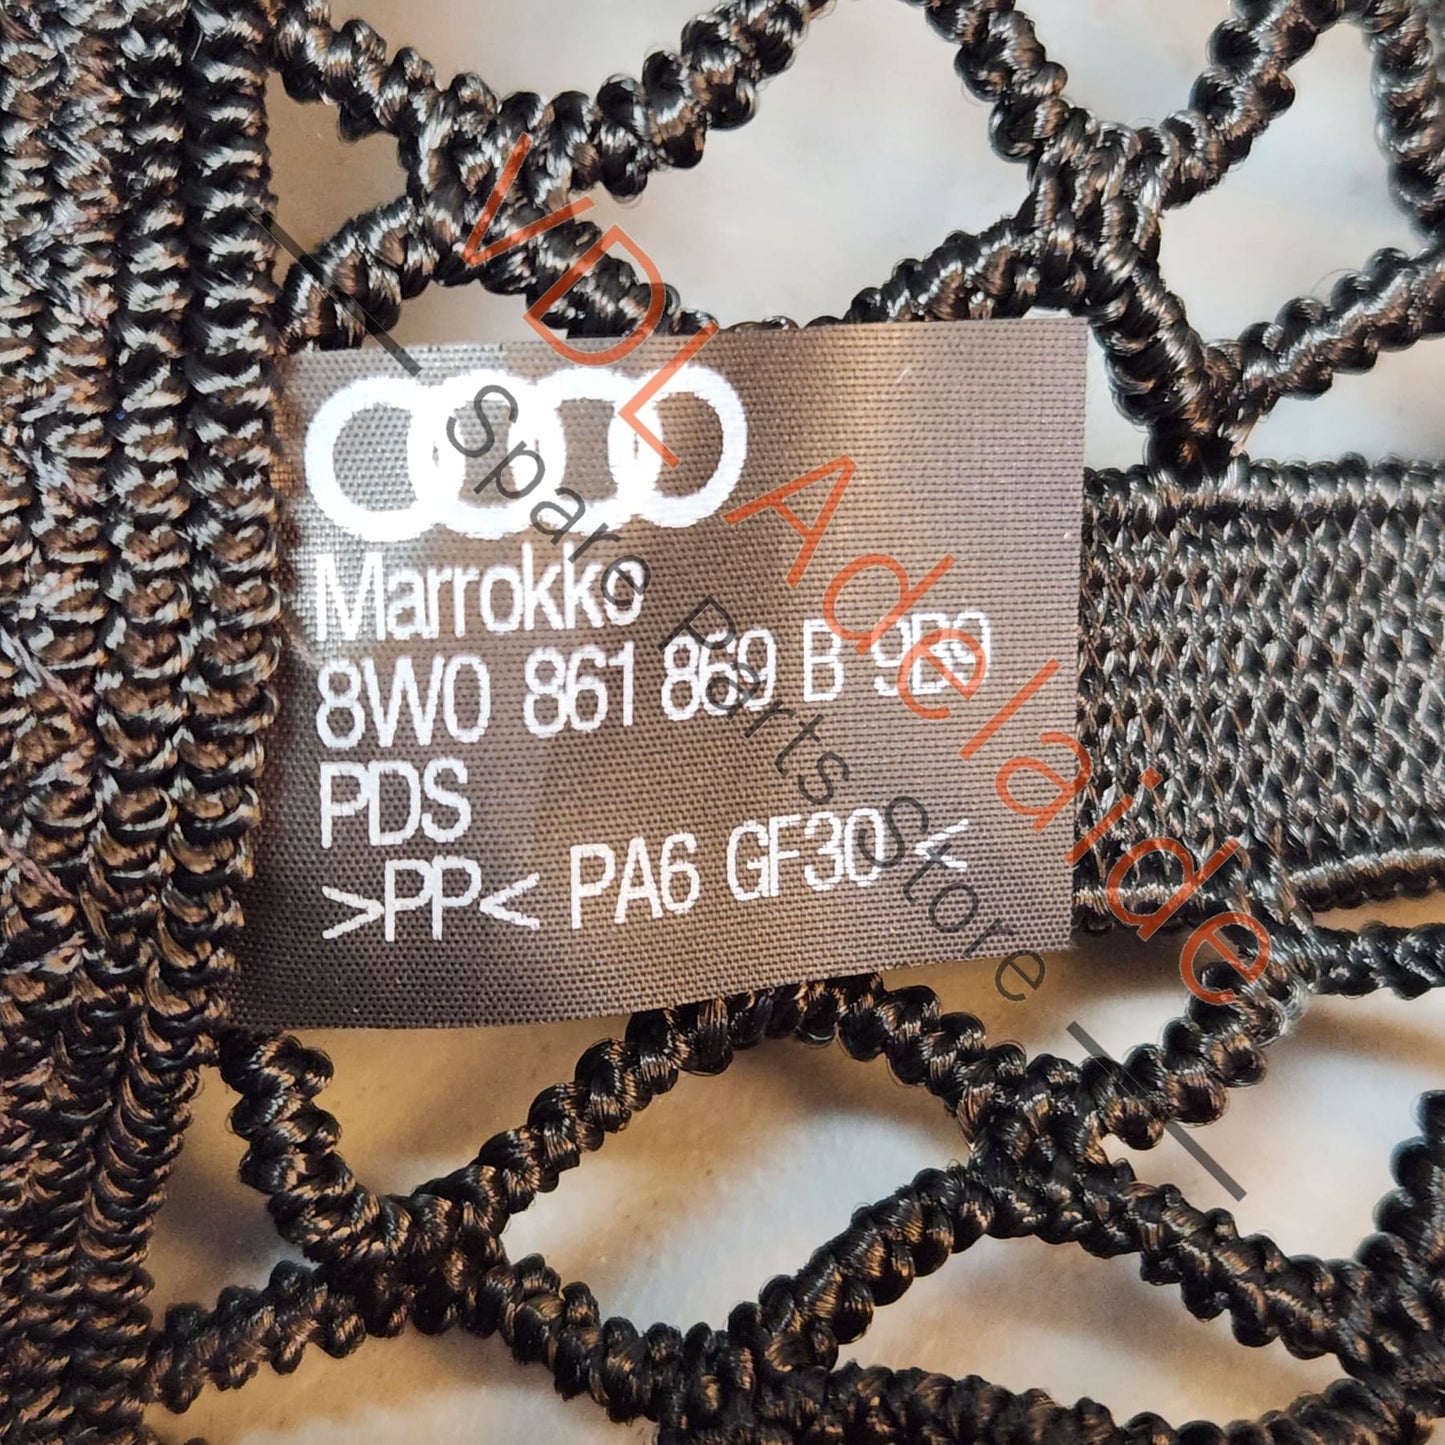 Marrokko
8W0 861 869 B 9B9
PDS
>PP< PA6 GF30 <
VDL Adelaide
| Spare Parts Store |